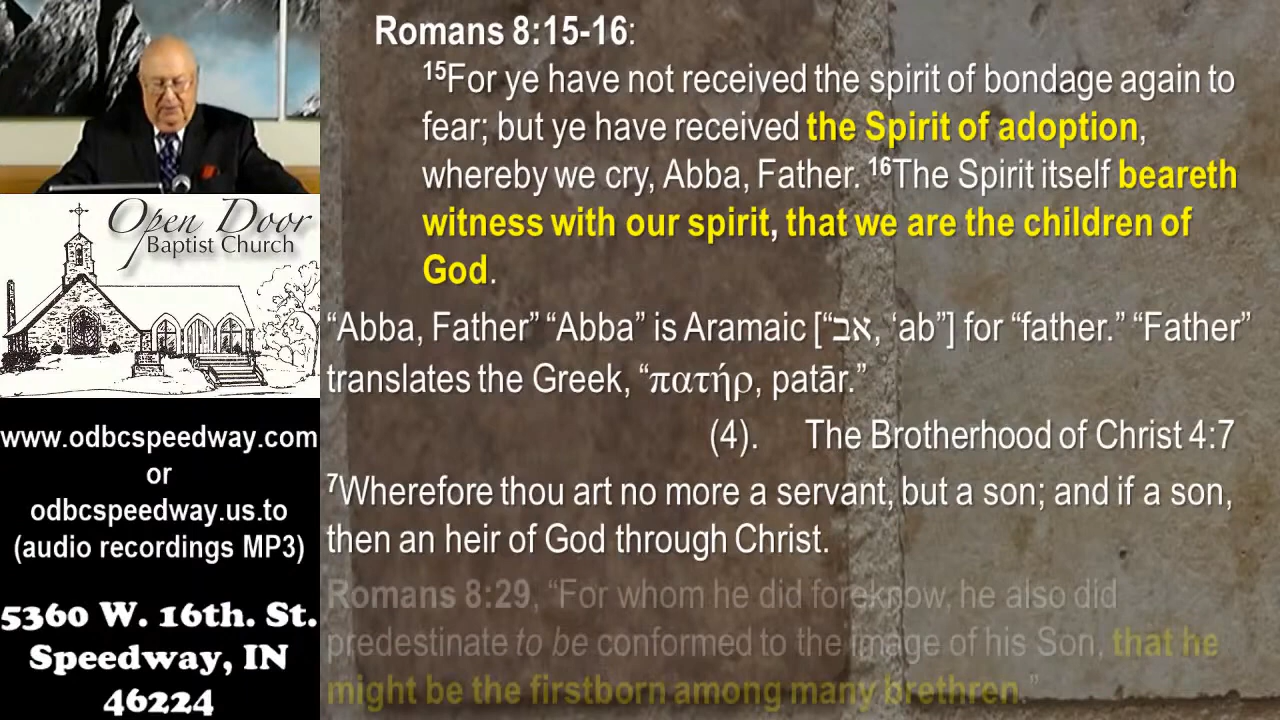 Open Door
Baptist Church
www.odbcspeedway.com
or
odbcspeedway.us.to
(audio recordings MP3)
5360 W. 16th. St.
Speedway, IN
46224
Romans 8:15-16:
15For ye have not received the spirit of bondage again to
fear; but ye have received the Spirit of adoption,
whereby we cry, Abba, Father. 16The Spirit itself beareth
witness with our spirit, that we are the children of
God.
“Abba, Father” “Abba” is Aramaic [“אב, ‘ab”] for “father.” “Father”
translates the Greek, “πατήρ, patār.”
(4). The Brotherhood of Christ 4:7
7Wherefore thou art no more a servant, but a son; and if a son,
then an heir of God through Christ.
Romans 8:29, “For whom he did foreknow, he also did
predestinate to be conformed to the image of his Son, that he
might be the firstborn among many brethren.”